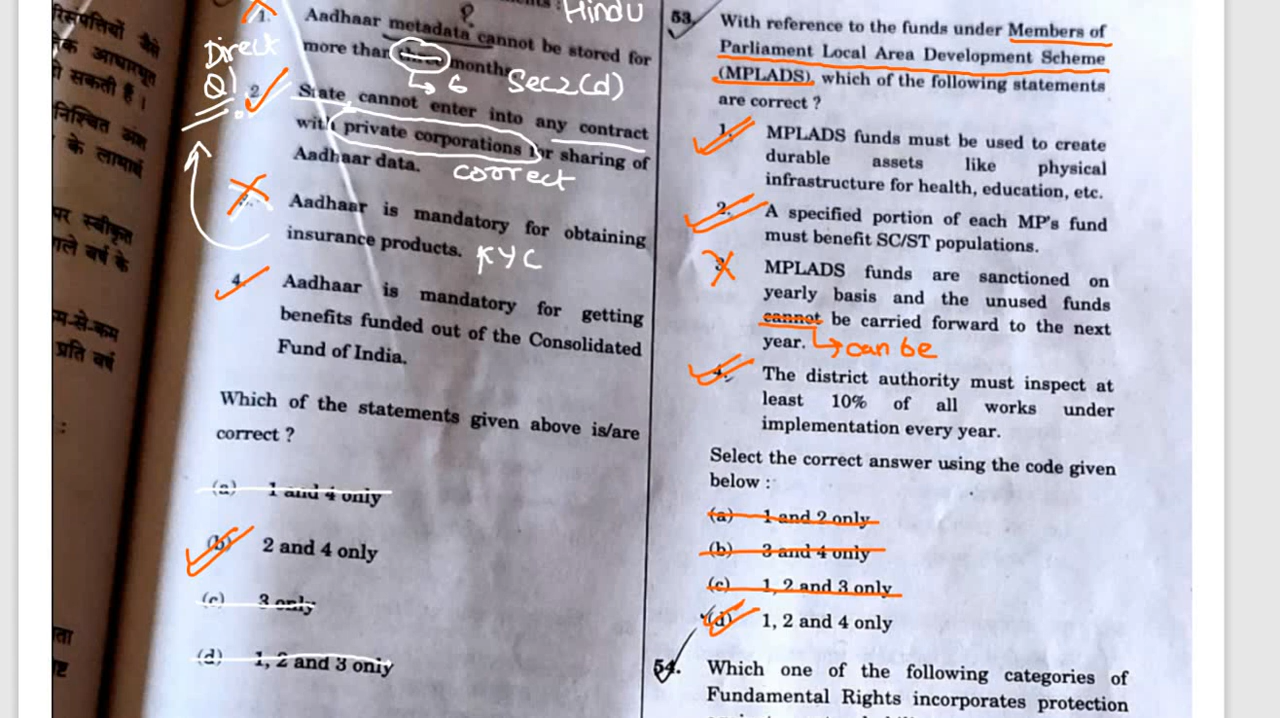 रिसंपत्तियों जैसे
आधारभूत
हो सकती हैं ।
निश्चित अंश
के लाभार्थ
पर स्वीकृत
वाले वर्ष के
म-से-कम
प्रति वर्ष
:
Hindu
1. Aadhaar metadata cannot be stored for
more than three months.
→ 6 Sec2(d)
Direct
Q!
2. State cannot enter into any contract
with private corporations for sharing of
Aadhaar data.
correct
Aadhaar is mandatory for obtaining
insurance products.
KYC
4. Aadhaar is mandatory for getting
benefits funded out of the Consolidated
Fund of India.
Which of the statements given above is/are
correct ?
(a) 1 and 4 only
(b) 2 and 4 only
(c) 3 only
(d) 1, 2 and 3 only
53. With reference to the funds under Members of
Parliament Local Area Development Scheme
(MPLADS), which of the following statements
are correct ?
1. MPLADS funds must be used to create
durable assets like physical
infrastructure for health, education, etc.
2. A specified portion of each MP's fund
must benefit SC/ST populations.
3. MPLADS funds are sanctioned on
yearly basis and the unused funds
cannot be carried forward to the next
year.
→ can be
4. The district authority must inspect at
least 10% of all works under
implementation every year.
Select the correct answer using the code given
below :
(a) 1 and 2 only
(b) 3 and 4 only
(c) 1, 2 and 3 only
(d) 1, 2 and 4 only
54. Which one of the following categories of
Fundamental Rights incorporates protection